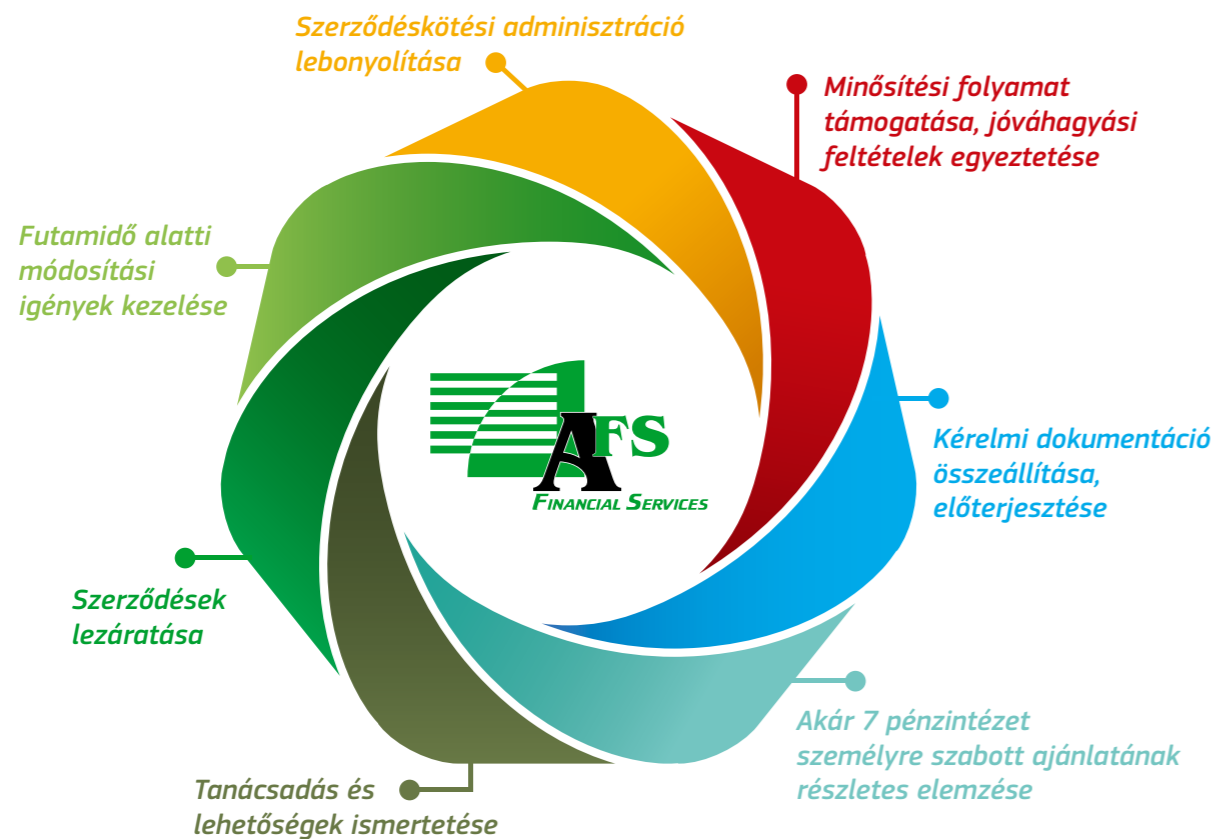 Szerződéskötési adminisztráció
lebonyolítása
Minősítési folyamat
támogatása, jóváhagyási
feltételek egyeztetése
Futamidő alatti
módosítási
igények kezelése
AFS
FINANCIAL SERVICES
Kérelmi dokumentáció
összeállítása,
előterjesztése
Szerződések
lezáratása
Akár 7 pénzintézet
személyre szabott ajánlatának
részletes elemzése
Tanácsadás és
lehetőségek ismertetése